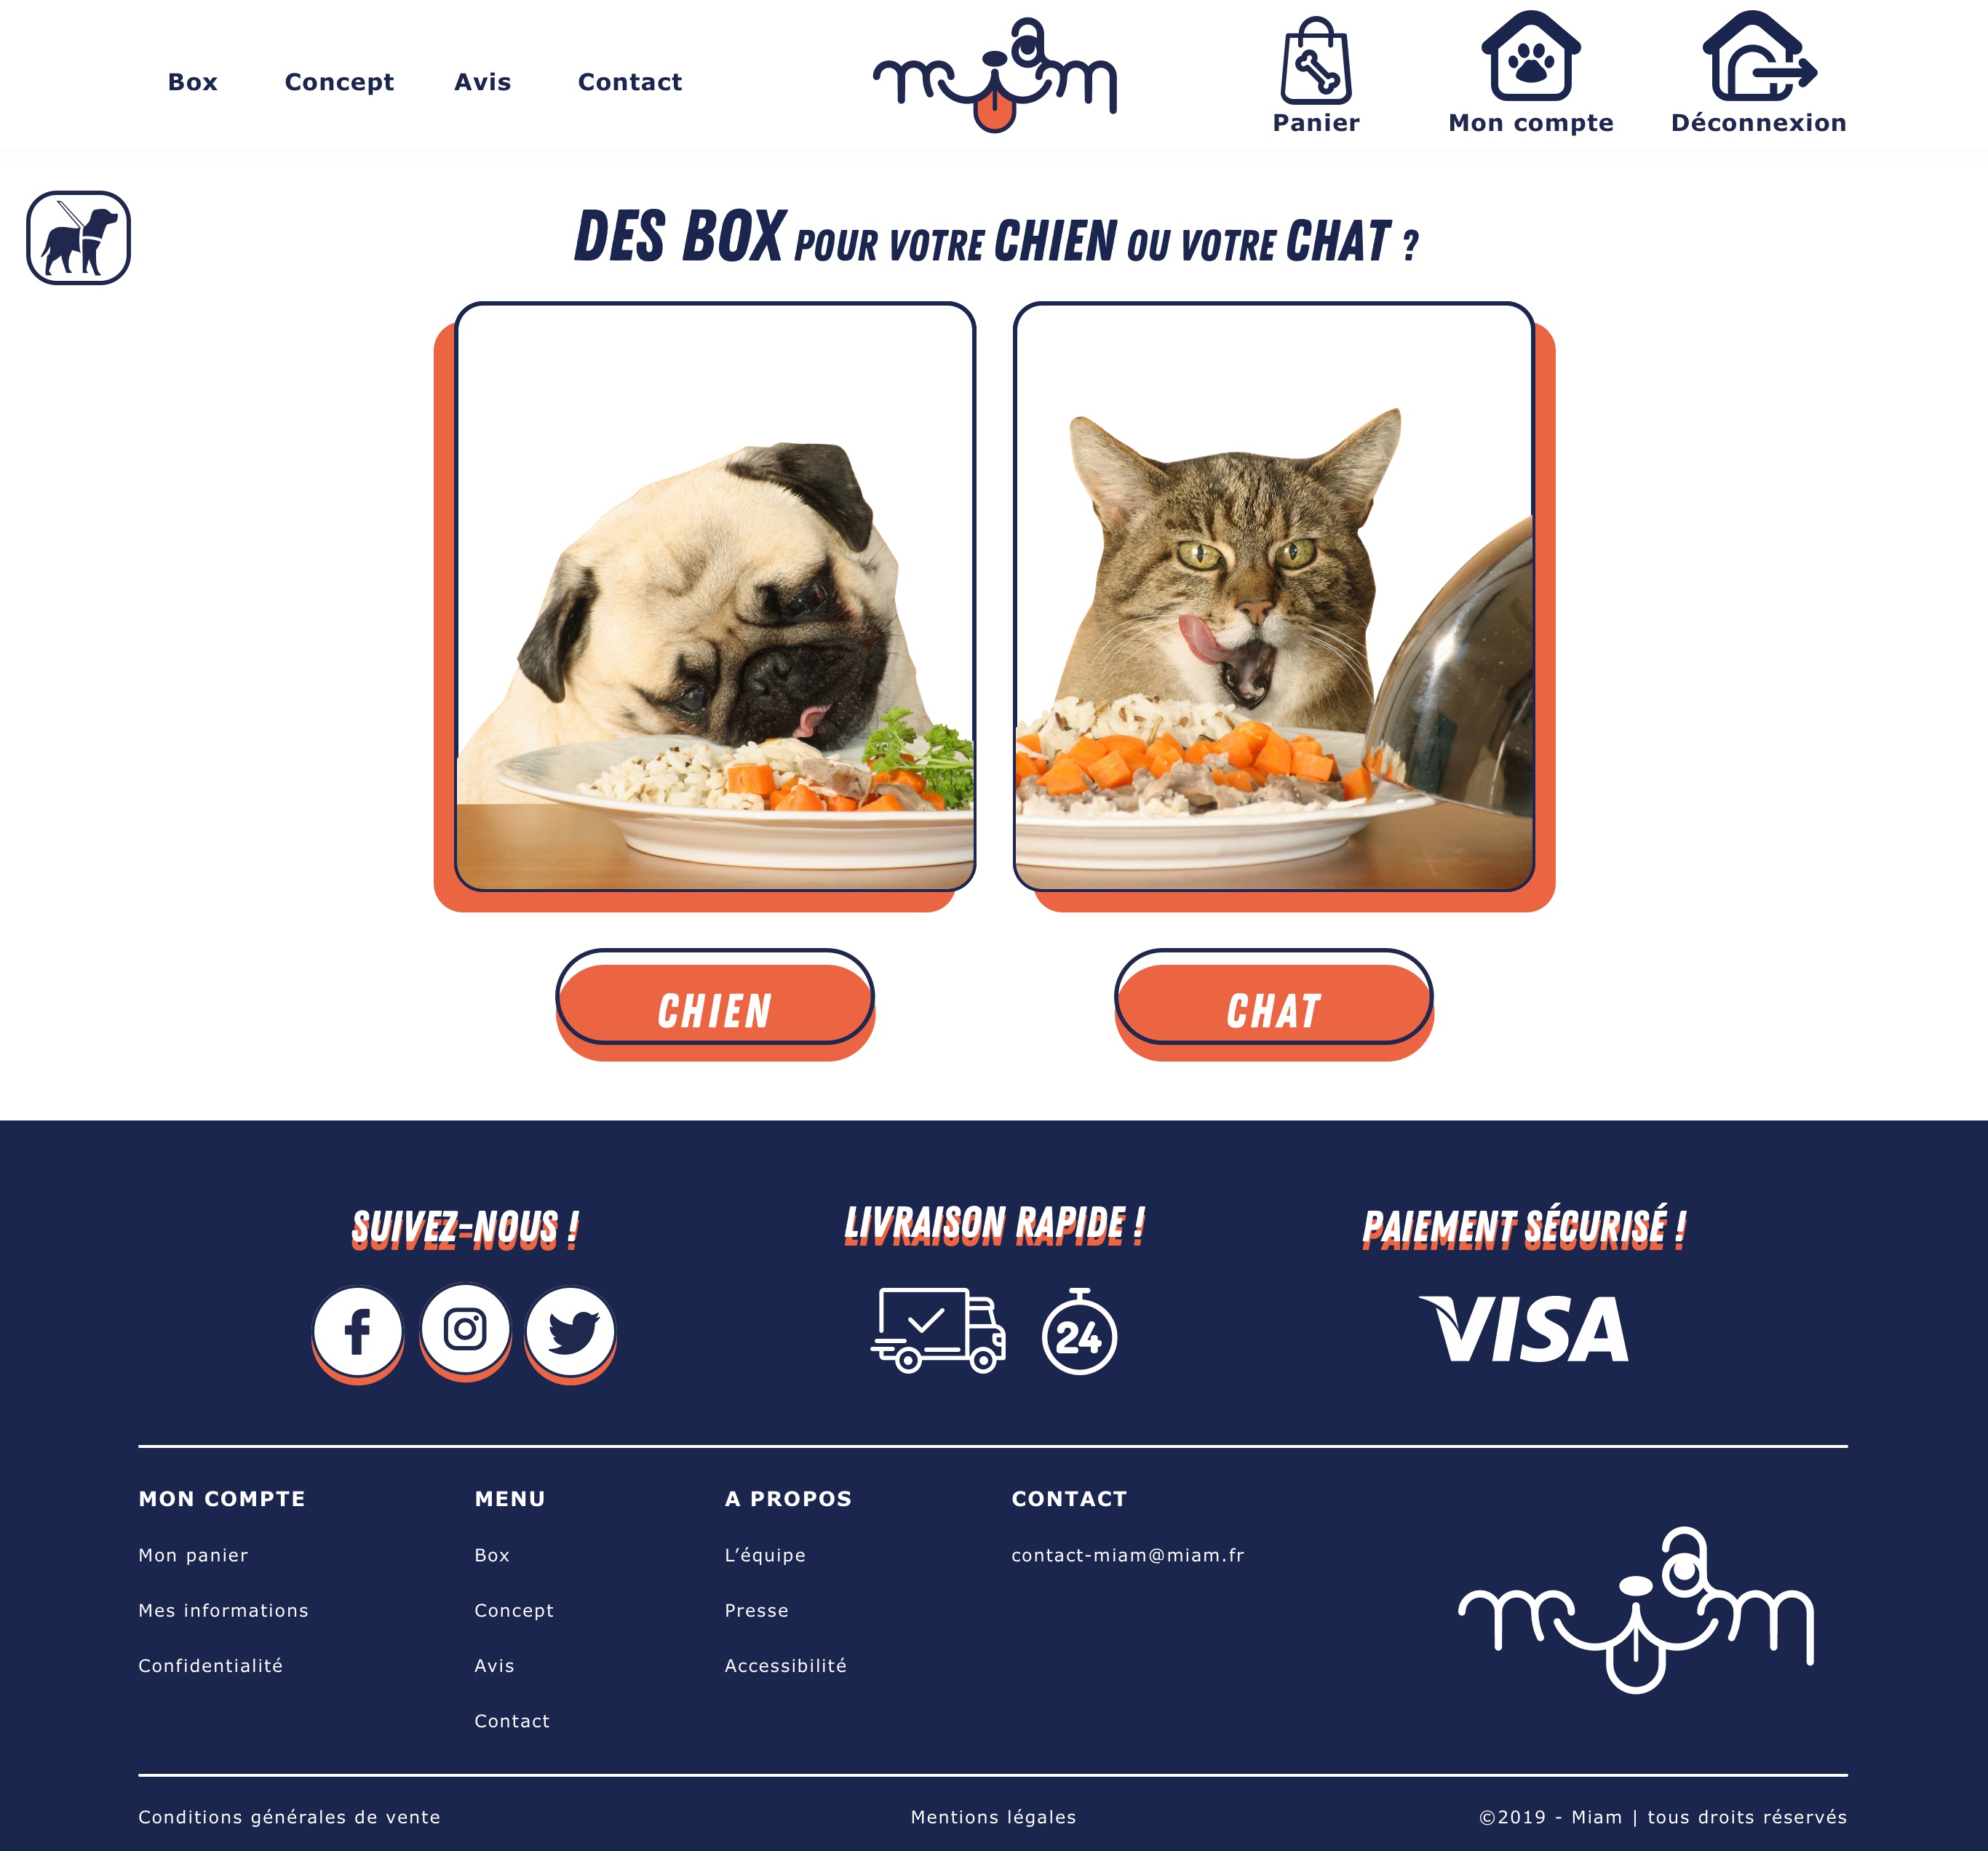 Box Concept Avis Contact
miam
Panier Mon compte Déconnexion
DES BOX POUR VOTRE CHIEN OU VOTRE CHAT ?
CHIEN
CHAT
SUIVEZ-NOUS !
LIVRAISON RAPIDE !
24
PAIEMENT SÉCURISÉ !
VISA
MON COMPTE
Mon panier
Mes informations
Confidentialité
MENU
Box
Concept
Avis
Contact
A PROPOS
L’équipe
Presse
Accessibilité
CONTACT
contact-miam@miam.fr
miam
Conditions générales de vente
Mentions légales
©2019 - Miam | tous droits réservés